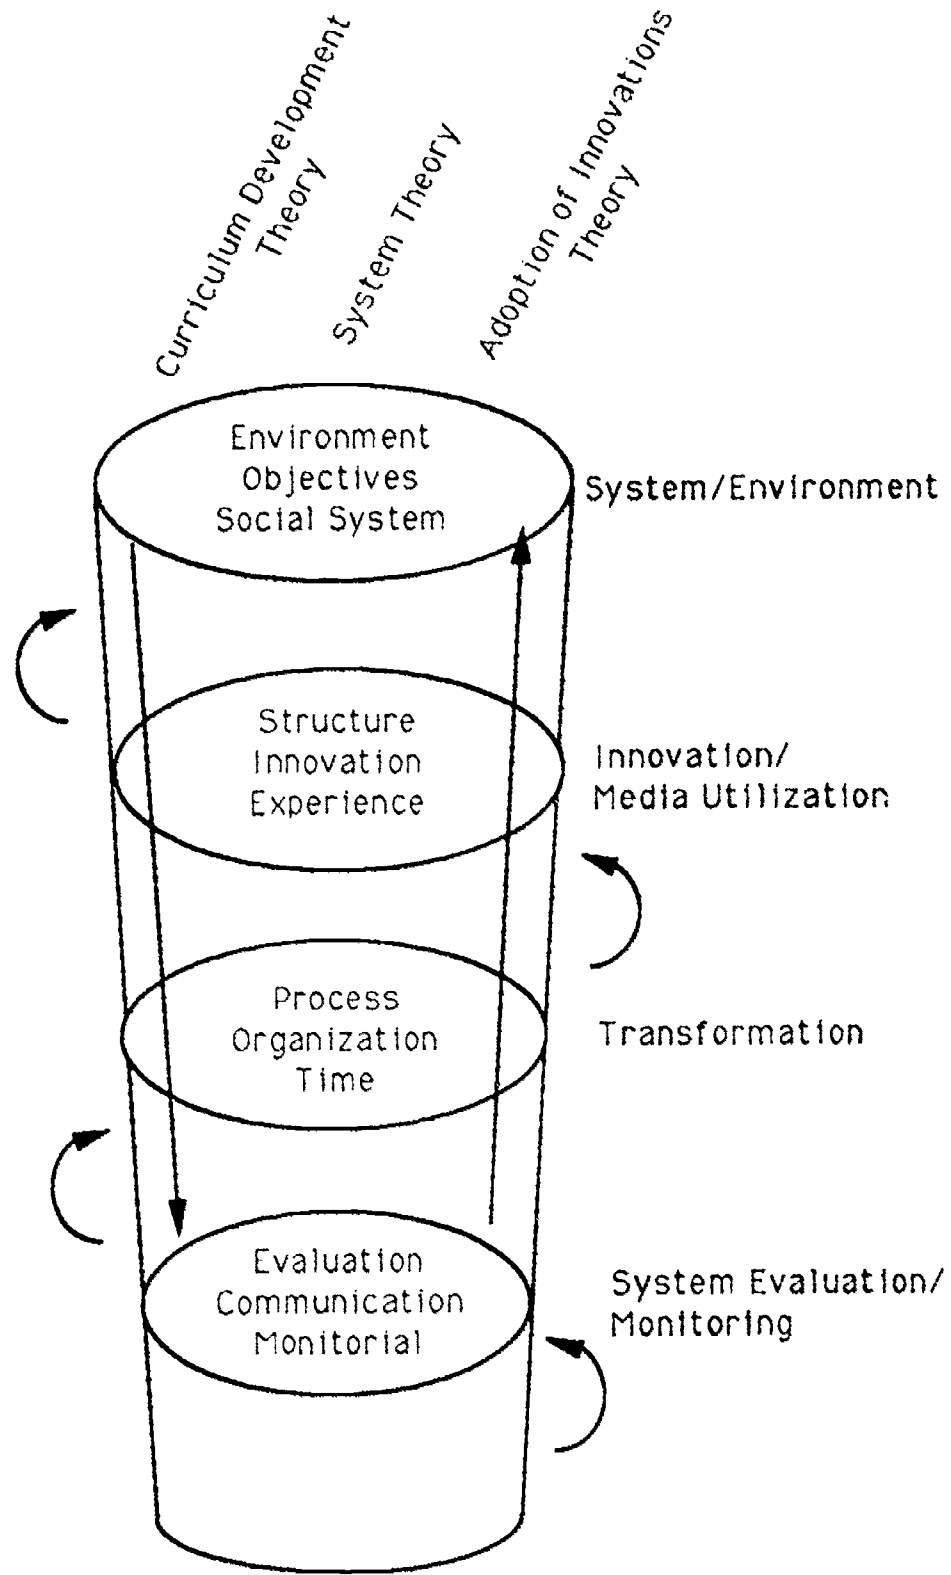 Curriculum Development
Theory
System Theory
Adoption of Innovations
Theory
Environment
Objectives
Social System
System/Environment
Structure
Innovation
Experience
Innovation/
Media Utilization
Process
Organization
Time
Transformation
Evaluation
Communication
Monitorial
System Evaluation/
Monitoring